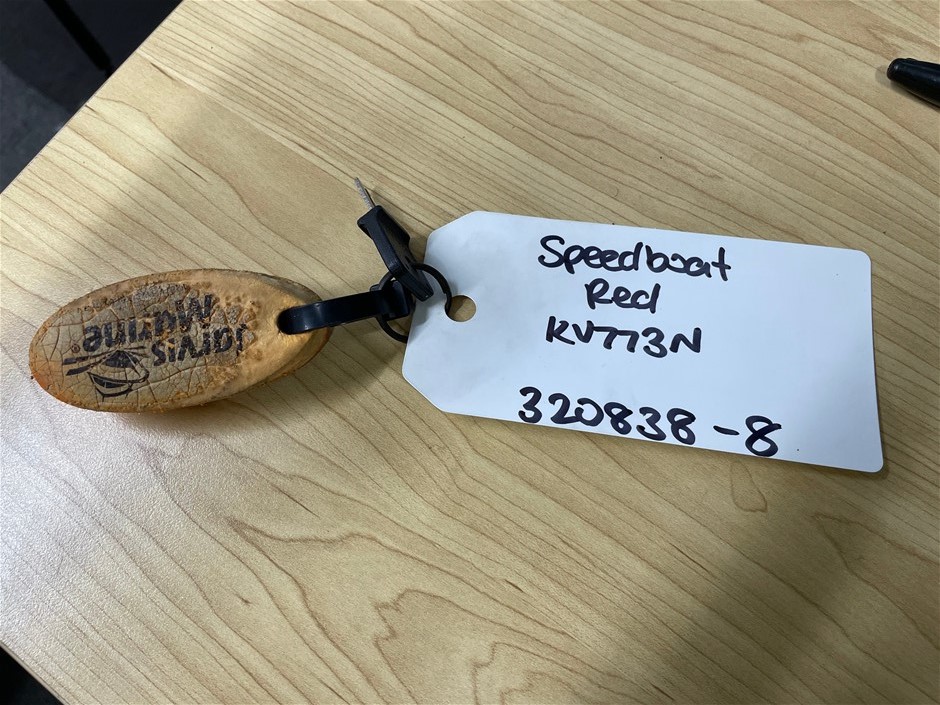 Speedboat
Red
KV773N
320838-8
Jarvis
Marine